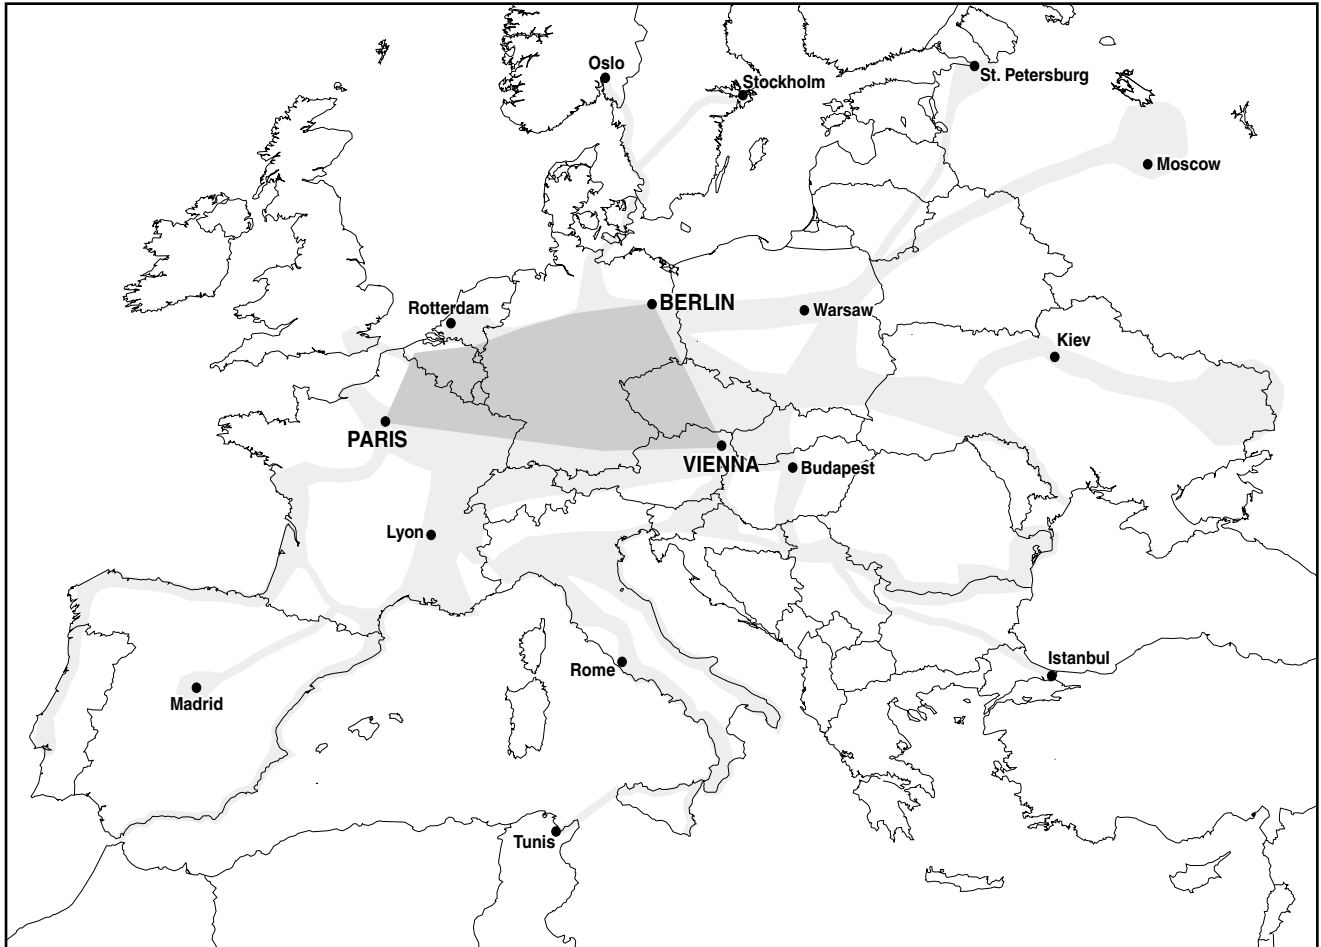 Oslo
Stockholm
St. Petersburg
Moscow
Rotterdam
BERLIN
Warsaw
Kiev
PARIS
VIENNA
Budapest
Lyon
Istanbul
Rome
Madrid
Tunis